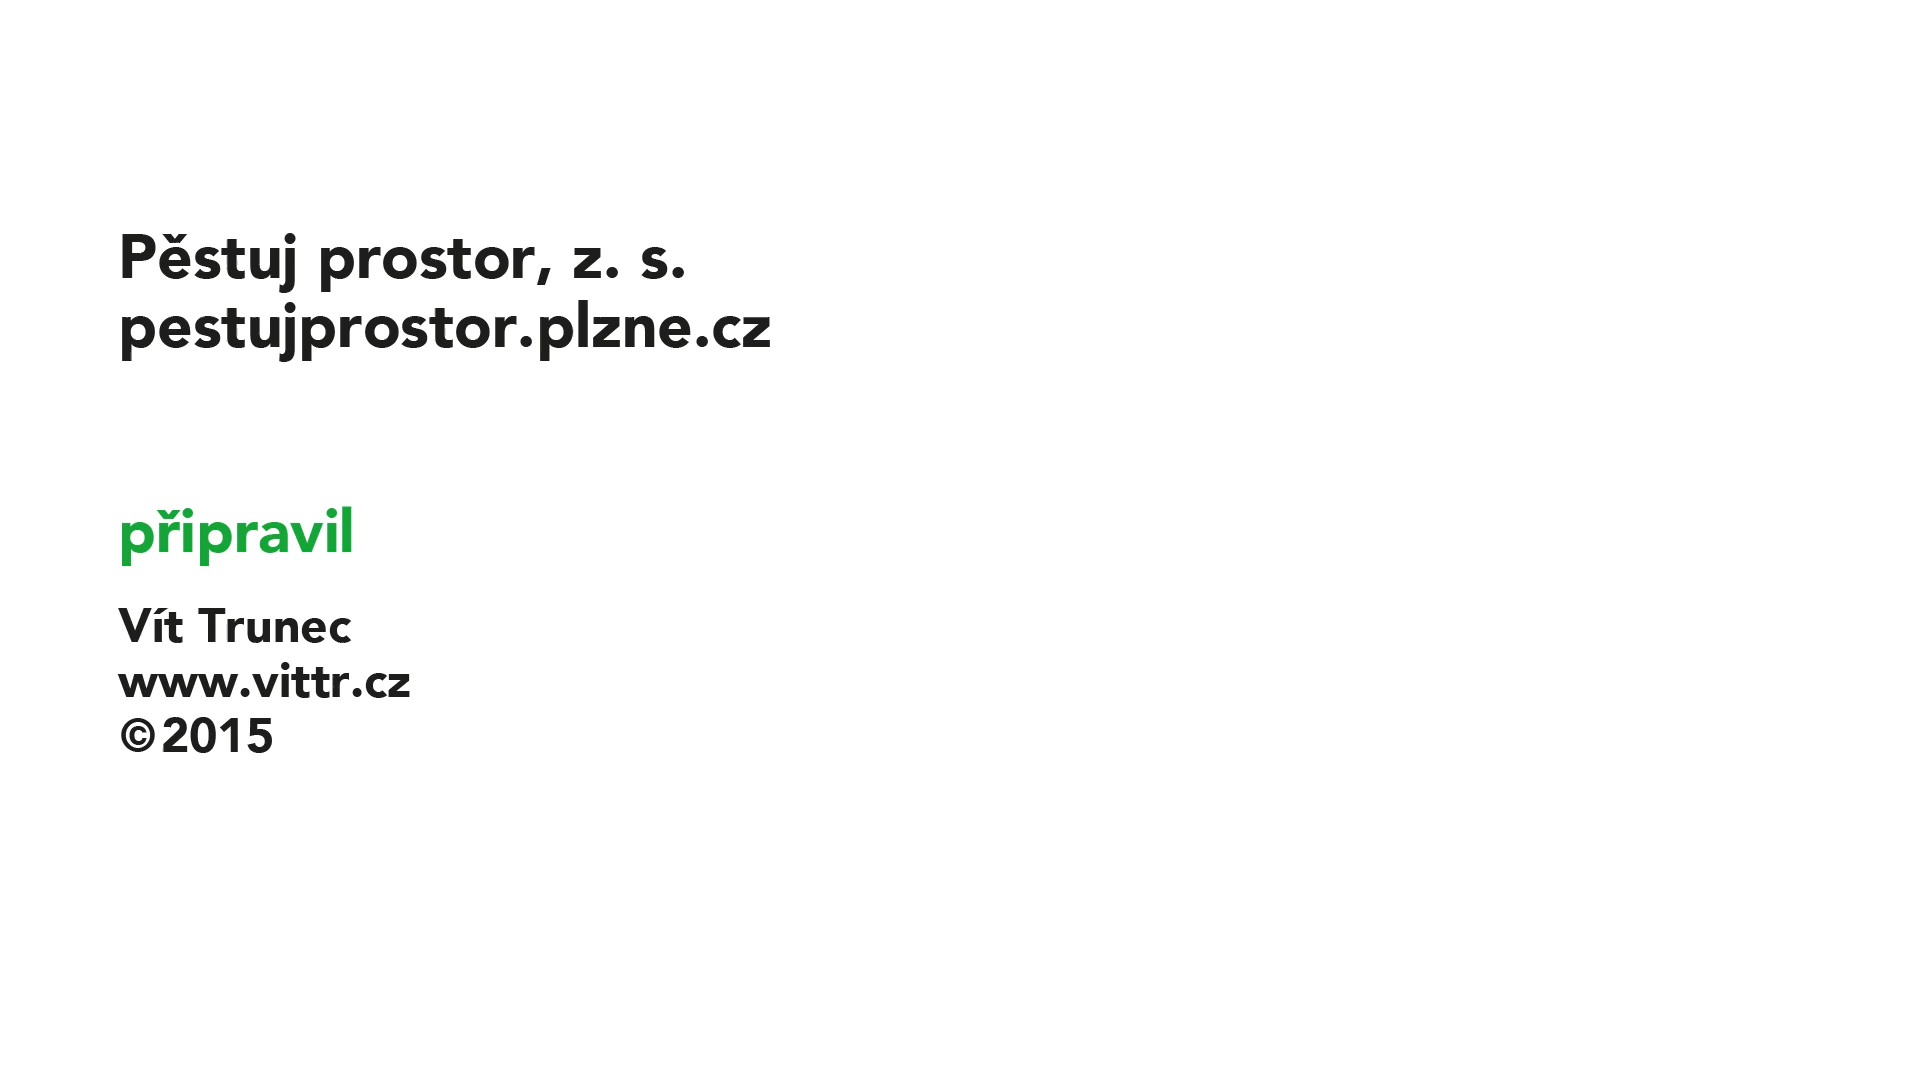 Pěstuj prostor, z. s.
pestujprostor.plzne.cz
připravil
Vít Trunec
www.vittr.cz
©2015